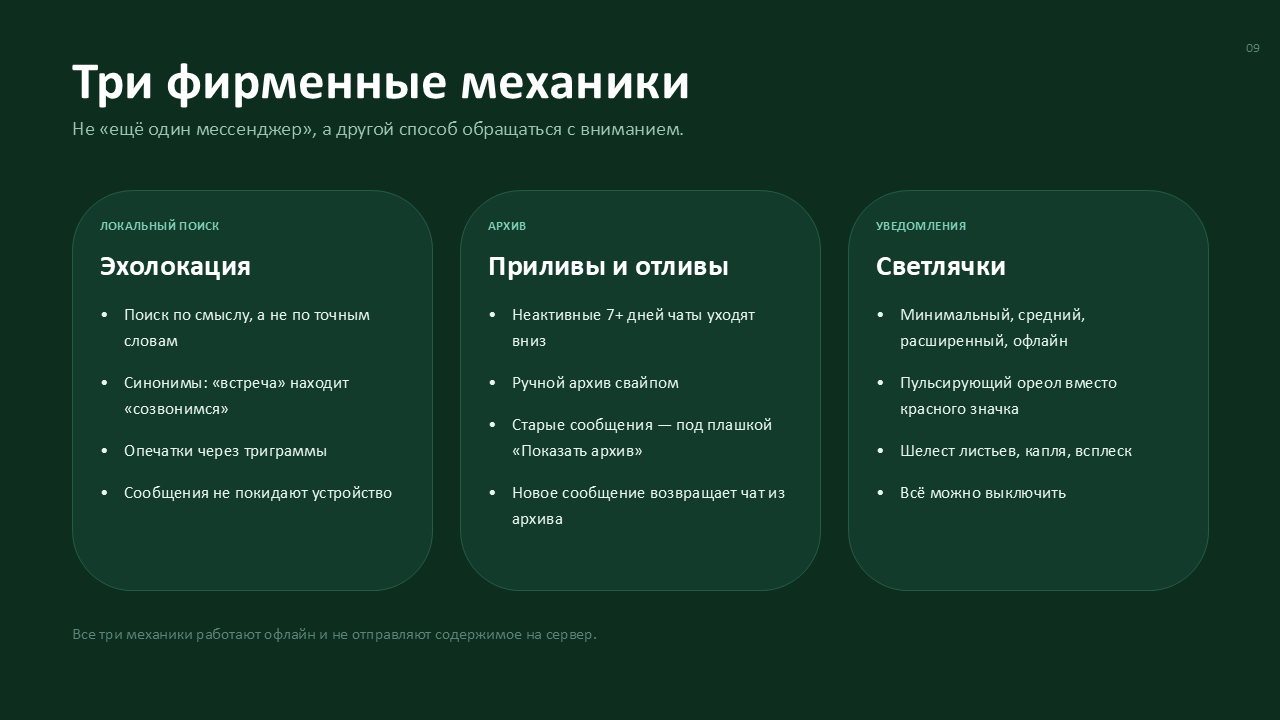 09
Три фирменные механики
Не «ещё один мессенджер», а другой способ обращаться с вниманием.
ЛОКАЛЬНЫЙ ПОИСК
Эхолокация
• Поиск по смыслу, а не по точным
словам
• Синонимы: «встреча» находит
«созвонимся»
• Опечатки через триграммы
• Сообщения не покидают устройство
АРХИВ
Приливы и отливы
• Неактивные 7+ дней чаты уходят
вниз
• Ручной архив свайпом
• Старые сообщения — под плашкой
«Показать архив»
• Новое сообщение возвращает чат из
архива
УВЕДОМЛЕНИЯ
Светлячки
• Минимальный, средний,
расширенный, офлайн
• Пульсирующий ореол вместо
красного значка
• Шелест листьев, капля, всплеск
• Всё можно выключить
Все три механики работают офлайн и не отправляют содержимое на сервер.